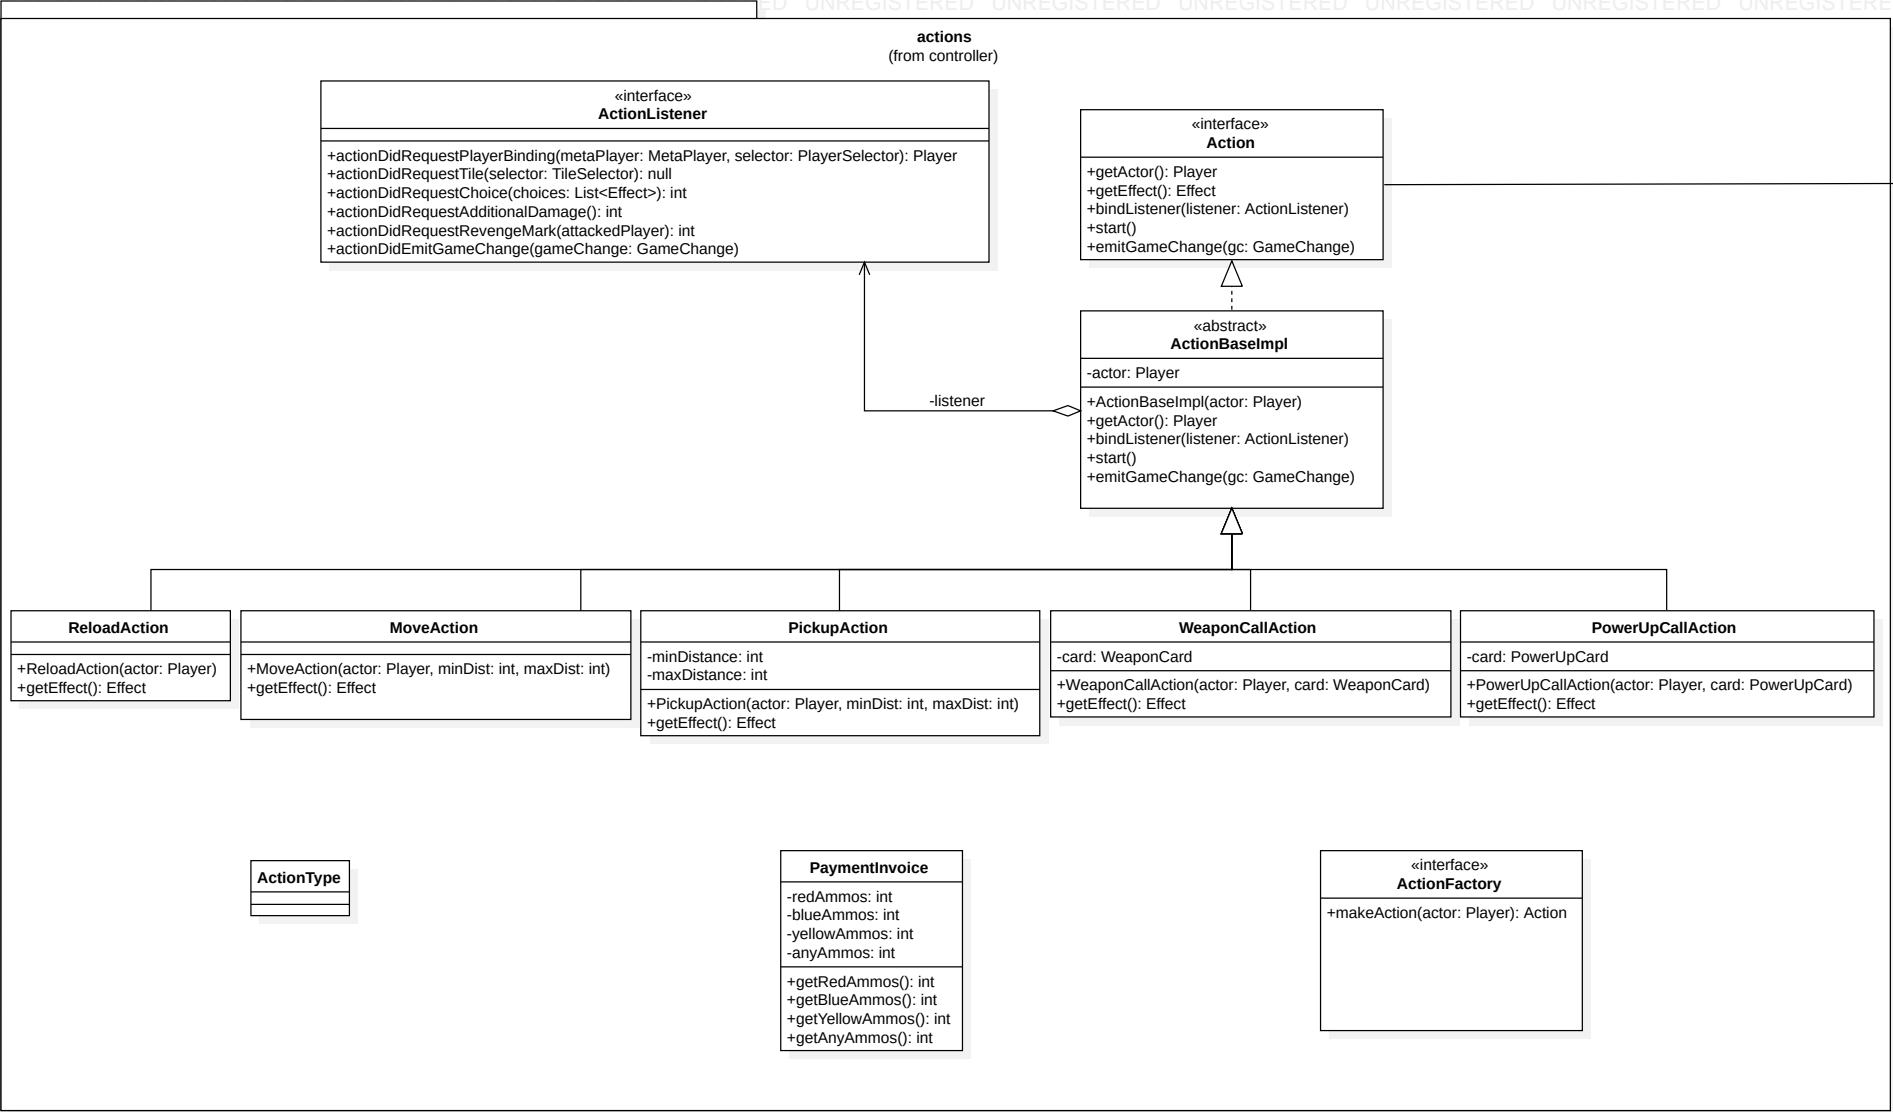 ED UNREGISTERED UNREGISTERED UNREGISTERED UNREGISTERED UNREGISTERED UNREGISTERE
actions
(from controller)
«interface»
ActionListener
+actionDidRequestPlayerBinding(metaPlayer: MetaPlayer, selector: PlayerSelector): Player
+actionDidRequestTile(selector: TileSelector): null
+actionDidRequestChoice(choices: List<Effect>): int
+actionDidRequestAdditionalDamage(): int
+actionDidRequestRevengeMark(attackedPlayer): int
+actionDidEmitGameChange(gameChange: GameChange)
«interface»
Action
+getActor(): Player
+getEffect(): Effect
+bindListener(listener: ActionListener)
+start()
+emitGameChange(gc: GameChange)
«abstract»
ActionBaseImpl
-actor: Player
+ActionBaseImpl(actor: Player)
+getActor(): Player
+bindListener(listener: ActionListener)
+start()
+emitGameChange(gc: GameChange)
-listener
ReloadAction
+ReloadAction(actor: Player)
+getEffect(): Effect
MoveAction
+MoveAction(actor: Player, minDist: int, maxDist: int)
+getEffect(): Effect
PickupAction
-minDistance: int
-maxDistance: int
+PickupAction(actor: Player, minDist: int, maxDist: int)
+getEffect(): Effect
WeaponCallAction
-card: WeaponCard
+WeaponCallAction(actor: Player, card: WeaponCard)
+getEffect(): Effect
PowerUpCallAction
-card: PowerUpCard
+PowerUpCallAction(actor: Player, card: PowerUpCard)
+getEffect(): Effect
ActionType
PaymentInvoice
-redAmmos: int
-blueAmmos: int
-yellowAmmos: int
-anyAmmos: int
+getRedAmmos(): int
+getBlueAmmos(): int
+getYellowAmmos(): int
+getAnyAmmos(): int
«interface»
ActionFactory
+makeAction(actor: Player): Action